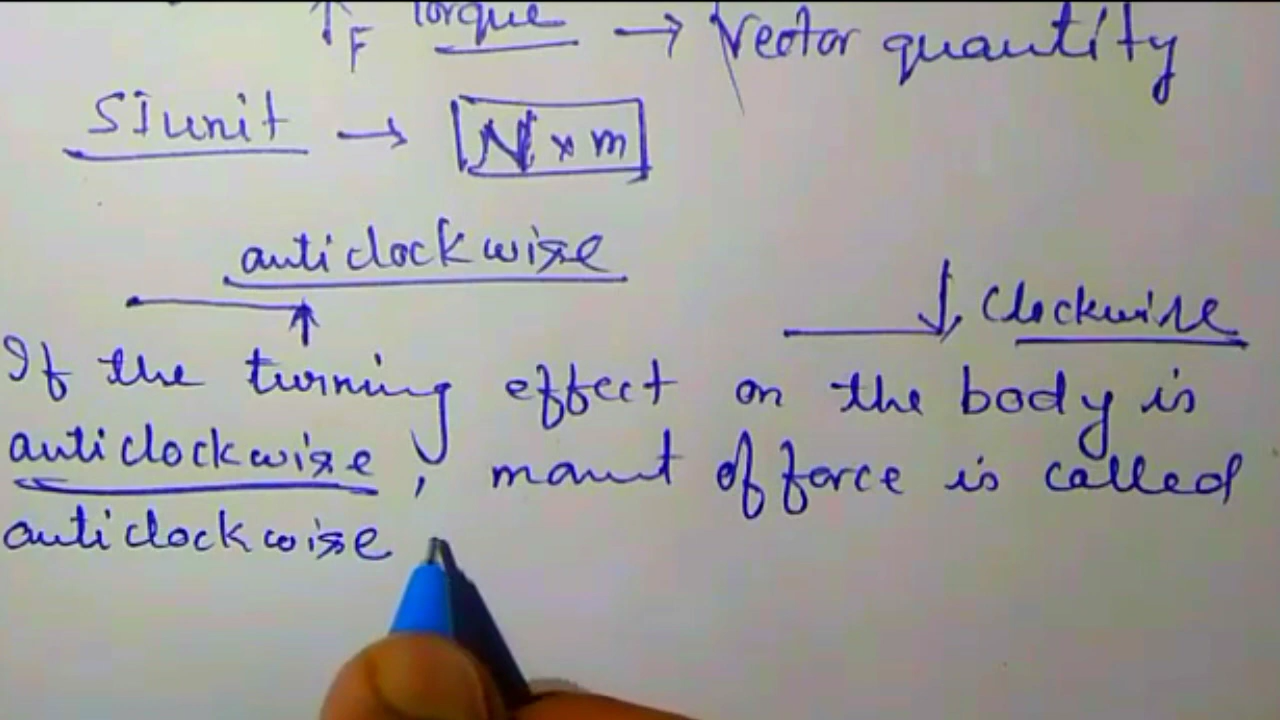 F Torque → Vector quantity
SI unit → N x m
anticlockwise
Clockwise
If the turning effect on the body is
anticlockwise, momnt of force is called
anticlockwise